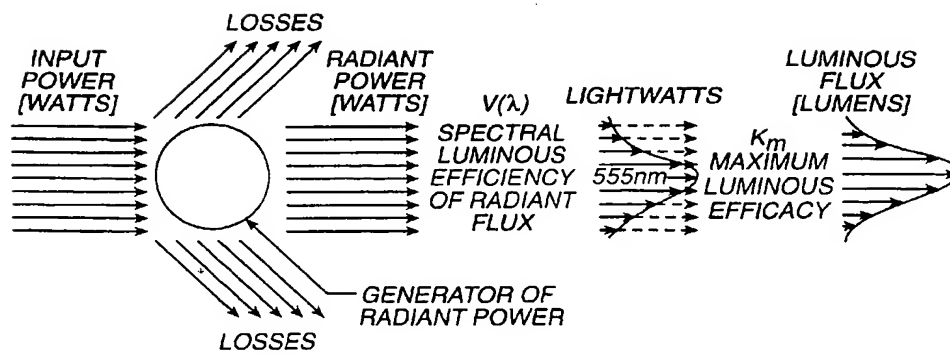 LOSSES
INPUT
POWER
[WATTS]
RADIANT
POWER
[WATTS]
V(λ)
SPECTRAL
LUMINOUS
EFFICIENCY
OF RADIANT
FLUX
LIGHTWATTS
555nm
Km
MAXIMUM
LUMINOUS
EFFICACY
LUMINOUS
FLUX
[LUMENS]
GENERATOR OF
RADIANT POWER
LOSSES